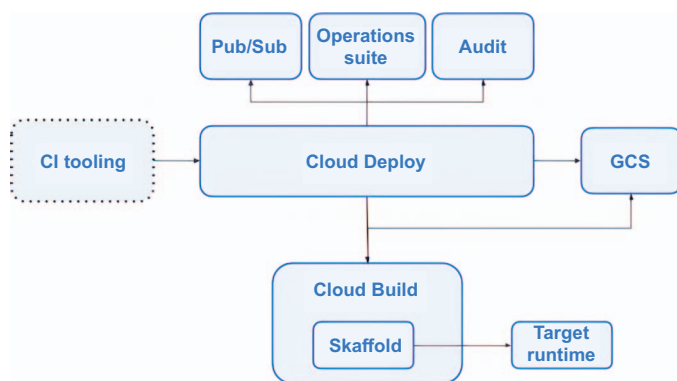 Pub/Sub
Operations
suite
Audit
CI tooling
Cloud Deploy
GCS
Cloud Build
Skaffold
Target
runtime